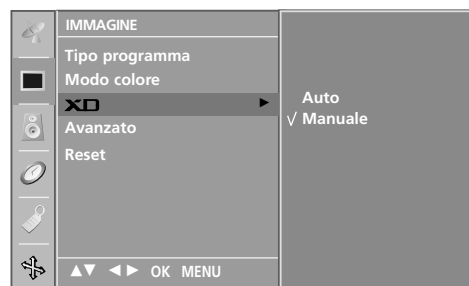 IMMAGINE
Tipo programma
Modo colore
XD ►
Avanzato
Reset
Auto
√ Manuale
▲▼ ◄► OK MENU